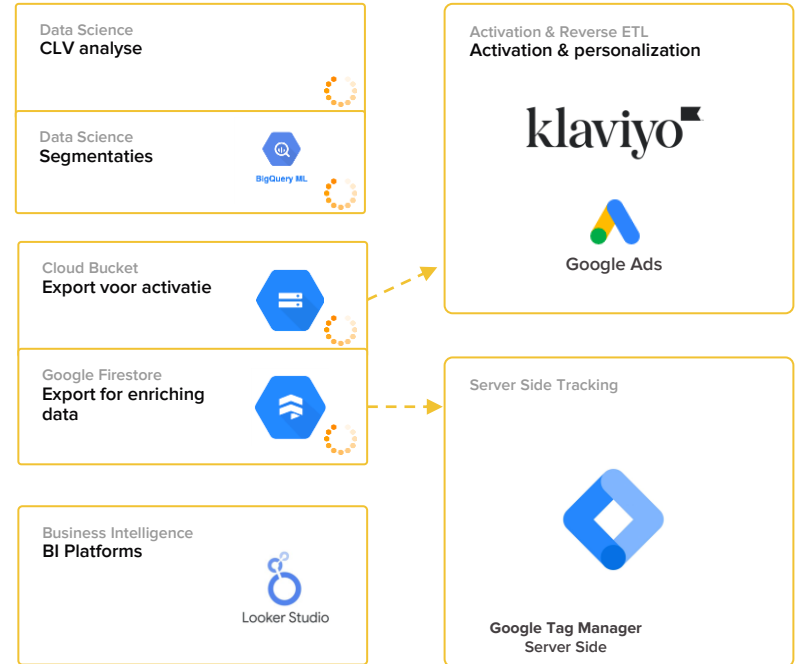 Data Science
CLV analyse
Data Science
Segmentaties
BigQuery ML
Cloud Bucket
Export voor activatie
Google Firestore
Export for enriching
data
Business Intelligence
BI Platforms
Looker Studio
Activation & Reverse ETL
Activation & personalization
klaviyo
Google Ads
Server Side Tracking
Google Tag Manager
Server Side